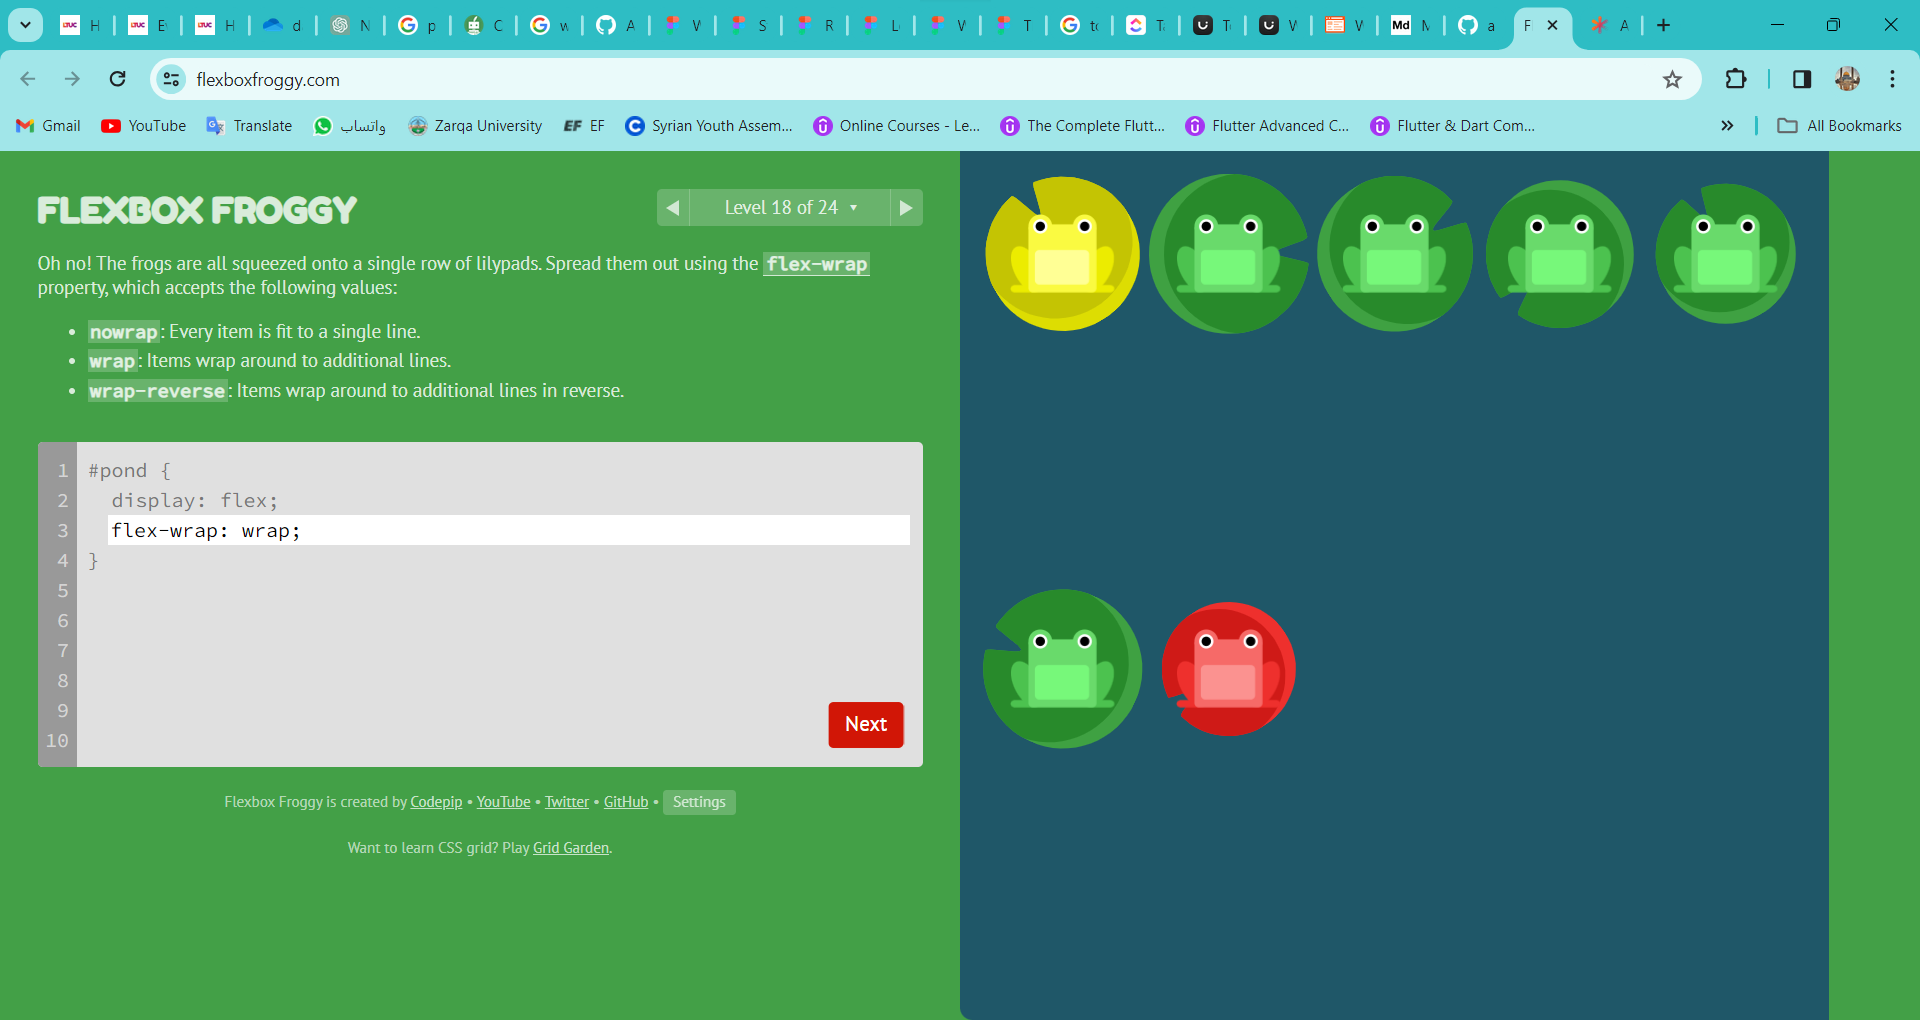 H
E
H
d
N
p
C
w
A
V
S
R
L
V
T
to
Ta
To
W
V
Md M
a
F
A
flexboxfroggy.com
Gmail YouTube Translate واتساب Zarqa University EF EF Syrian Youth Assem... Online Courses - Le... The Complete Flutt... Flutter Advanced C... Flutter & Dart Com... All Bookmarks
FLEXBOX FROGGY
Level 18 of 24
Oh no! The frogs are all squeezed onto a single row of lilypads. Spread them out using the flex-wrap
property, which accepts the following values:
• nowrap: Every item is fit to a single line.
• wrap: Items wrap around to additional lines.
• wrap-reverse: Items wrap around to additional lines in reverse.
1 #pond {
2 display: flex;
3 flex-wrap: wrap;
4 }
5
6
7
8
9
10
Next
Flexbox Froggy is created by Codepip • YouTube • Twitter • GitHub • Settings
Want to learn CSS grid? Play Grid Garden.